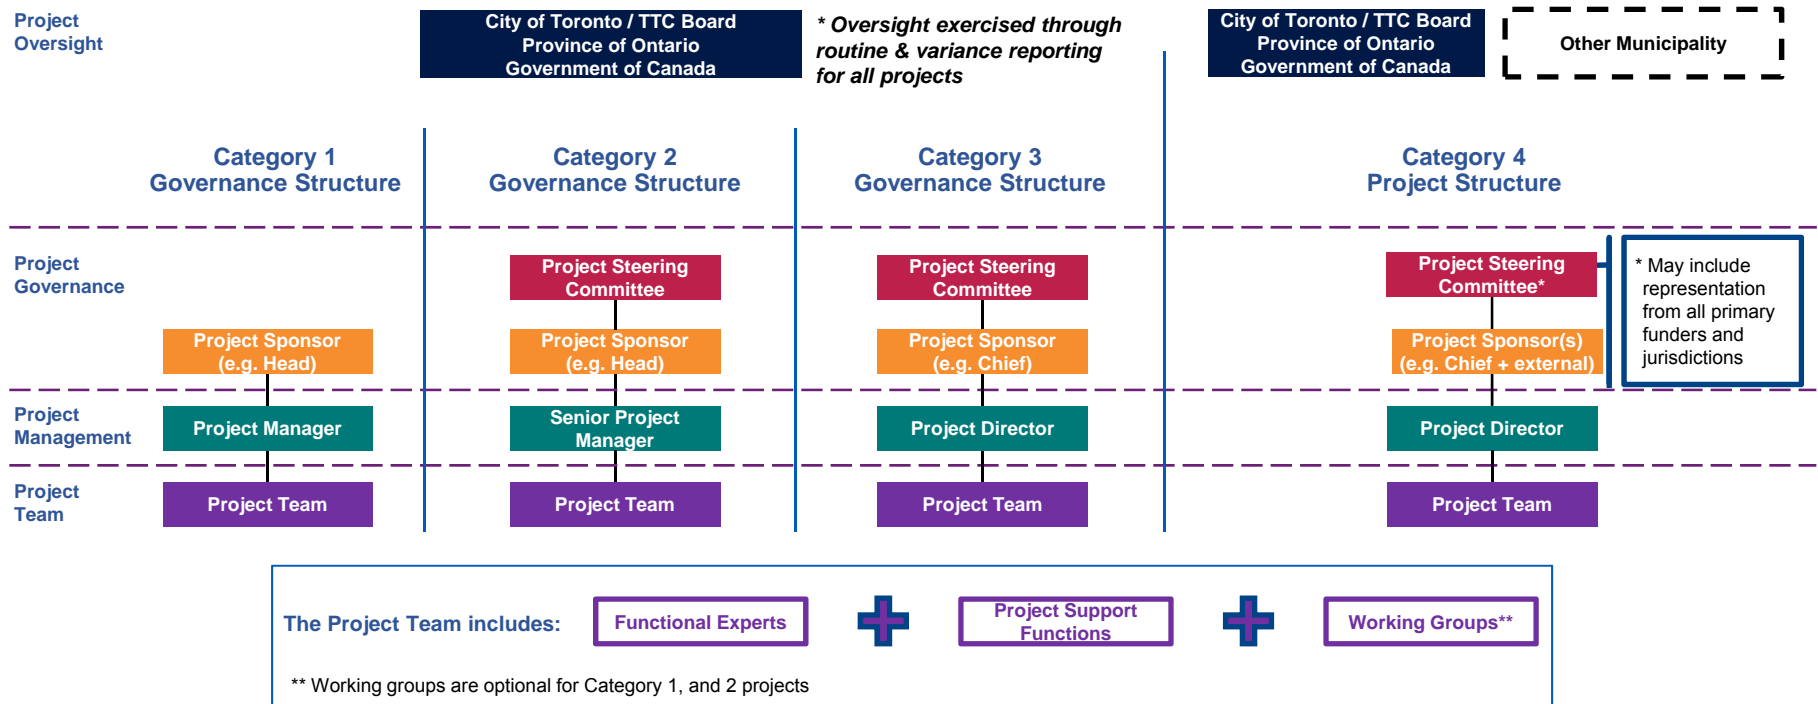 Project
Oversight
City of Toronto / TTC Board
Province of Ontario
Government of Canada
* Oversight exercised through
routine & variance reporting
for all projects
City of Toronto / TTC Board
Province of Ontario
Government of Canada
Other Municipality
Category 1
Governance Structure
Category 2
Governance Structure
Category 3
Governance Structure
Category 4
Project Structure
Project
Governance
Project Steering
Committee
Project Steering
Committee
Project Steering
Committee*
* May include
representation
from all primary
funders and
jurisdictions
Project Sponsor
(e.g. Head)
Project Sponsor
(e.g. Head)
Project Sponsor
(e.g. Chief)
Project Sponsor(s)
(e.g. Chief + external)
Project
Management
Project Manager
Senior Project
Manager
Project Director
Project Director
Project
Team
Project Team
Project Team
Project Team
Project Team
The Project Team includes:
Functional Experts
Project Support
Functions
Working Groups**
** Working groups are optional for Category 1, and 2 projects